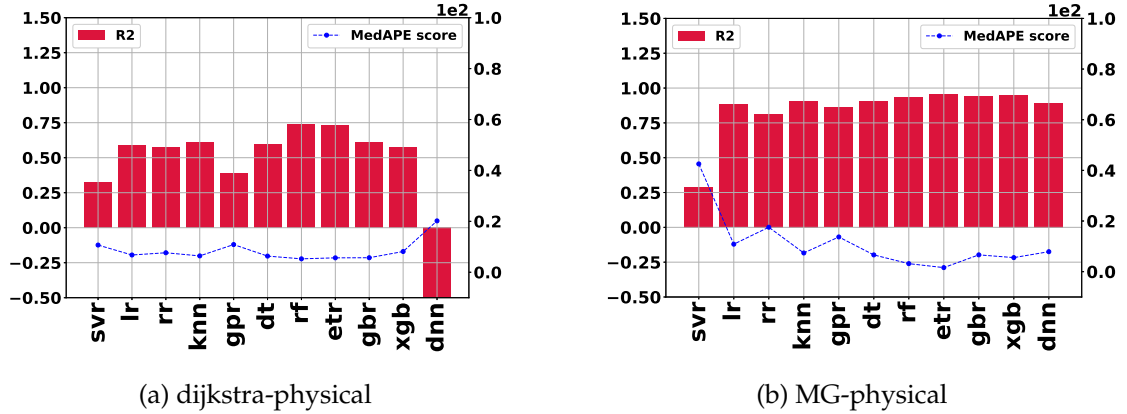 1e2
1.50
1.25
1.00
0.75
0.50
0.25
0.00
−0.25
−0.50
R2
MedAPE score
1.0
0.8
0.6
0.4
0.2
0.0
svr
lr
rr
knn
gpr
dt
rf
etr
gbr
xgb
dnn
(a) dijkstra-physical
1e2
1.50
1.25
1.00
0.75
0.50
0.25
0.00
−0.25
−0.50
R2
MedAPE score
1.0
0.8
0.6
0.4
0.2
0.0
svr
lr
rr
knn
gpr
dt
rf
etr
gbr
xgb
dnn
(b) MG-physical